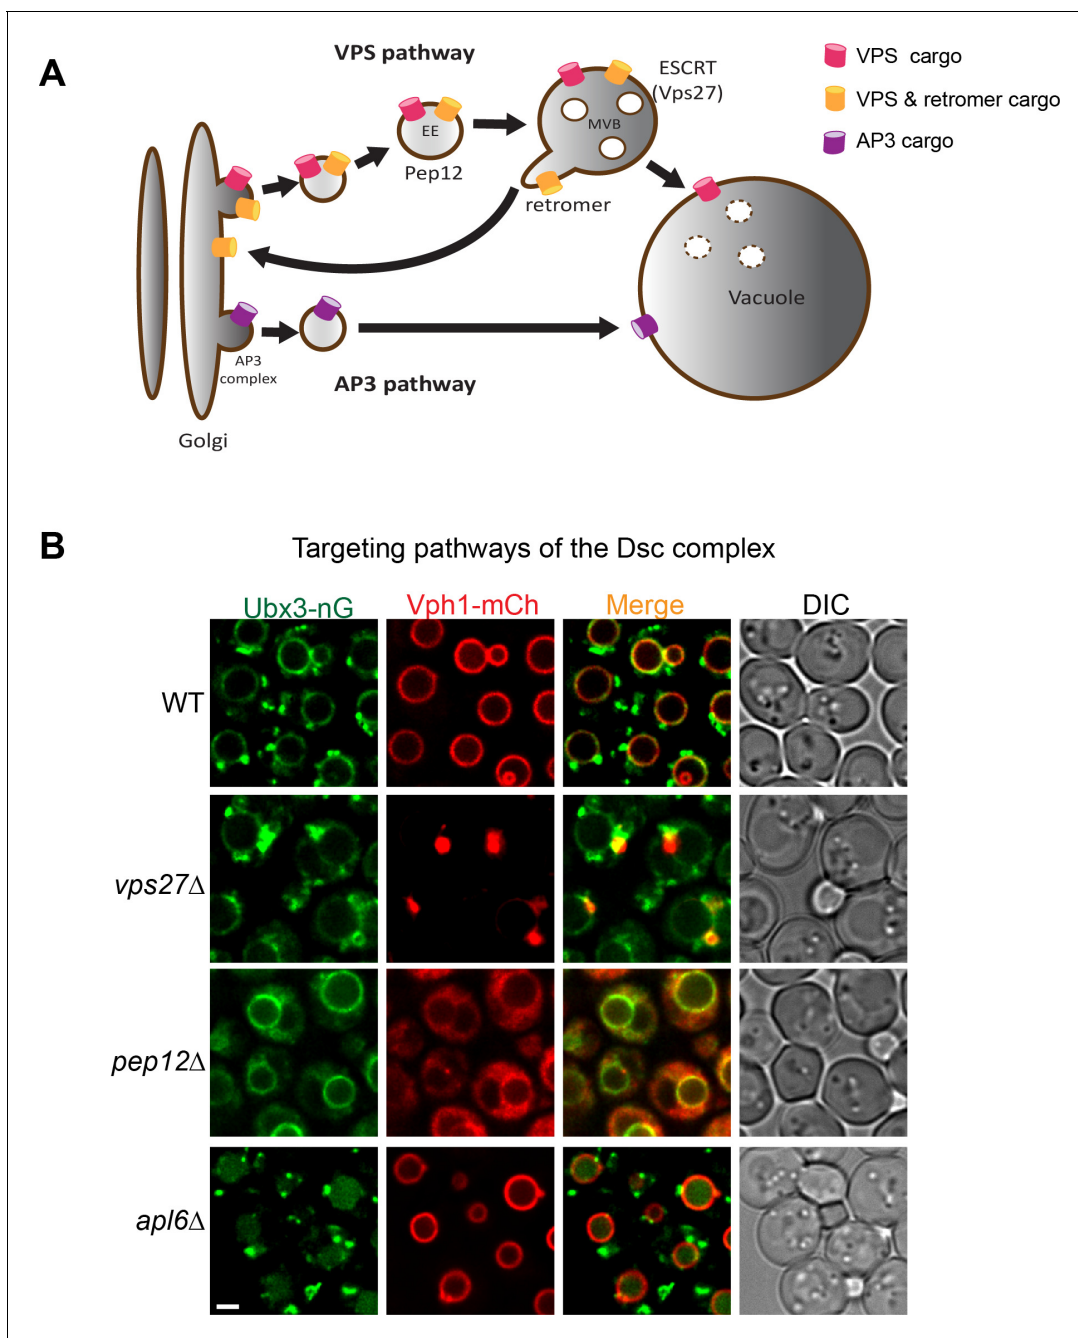 A
VPS pathway
ESCRT
(Vps27)
VPS cargo
VPS & retromer cargo
AP3 cargo
EE
MVB
Pep12
retromer
Vacuole
AP3
complex
AP3 pathway
Golgi
B
Targeting pathways of the Dsc complex
Ubx3-nG Vph1-mCh Merge DIC
WT
vps27Δ
pep12Δ
apl6Δ